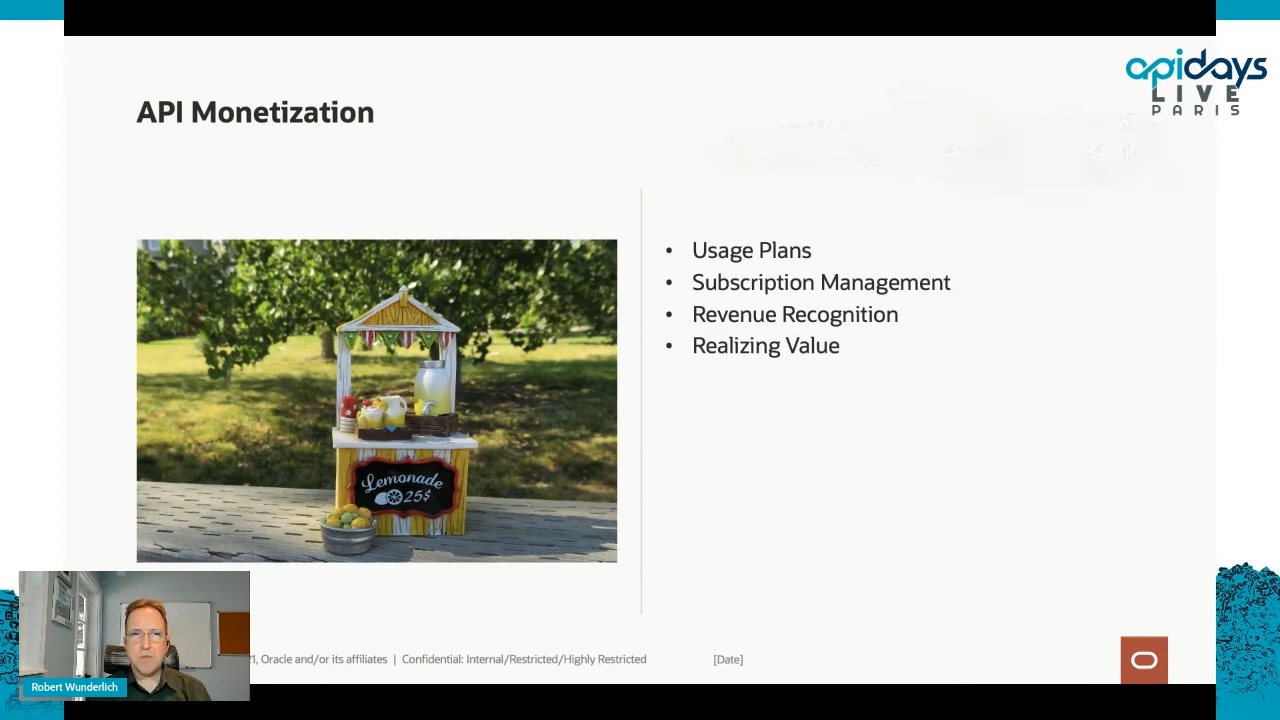 apidays
LIVE
PARIS
API Monetization
• Usage Plans
• Subscription Management
• Revenue Recognition
• Realizing Value
Lemonade
25$
1, Oracle and/or its affiliates | Confidential: Internal/Restricted/Highly Restricted
[Date]
Robert Wunderlich